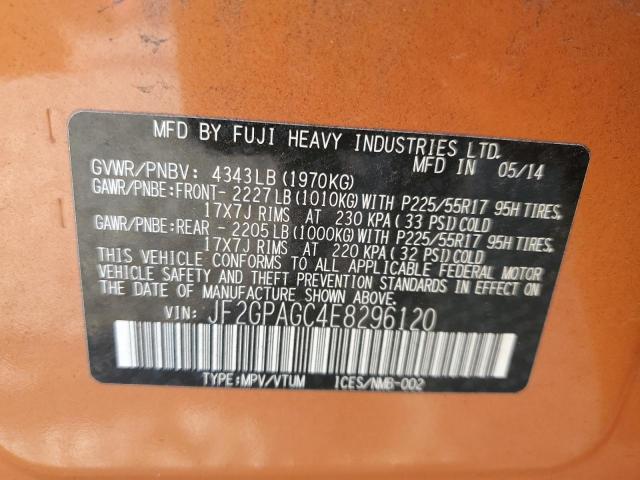 MFD BY FUJI HEAVY INDUSTRIES LTD.
GVWR/PNBV: 4343LB (1970KG) MFD IN 05/14
GAWR/PNBE:FRONT- 2227LB (1010KG) WITH P225/55R17 95H TIRES,
17X7J RIMS AT 230 KPA (33 PSI) COLD
GAWR/PNBE:REAR - 2205LB (1000KG) WITH P225/55R17 95H TIRES,
17X7J RIMS AT 220 KPA (32 PSI) COLD
THIS VEHICLE CONFORMS TO ALL APPLICABLE FEDERAL MOTOR
VEHICLE SAFETY AND THEFT PREVENTION STANDARDS IN EFFECT ON
THE DATE OF MANUFACTURE SHOWN ABOVE.
VIN: JF2GPAGC4E8296120
TYPE:MPV/VTUM ICES/NMB-002